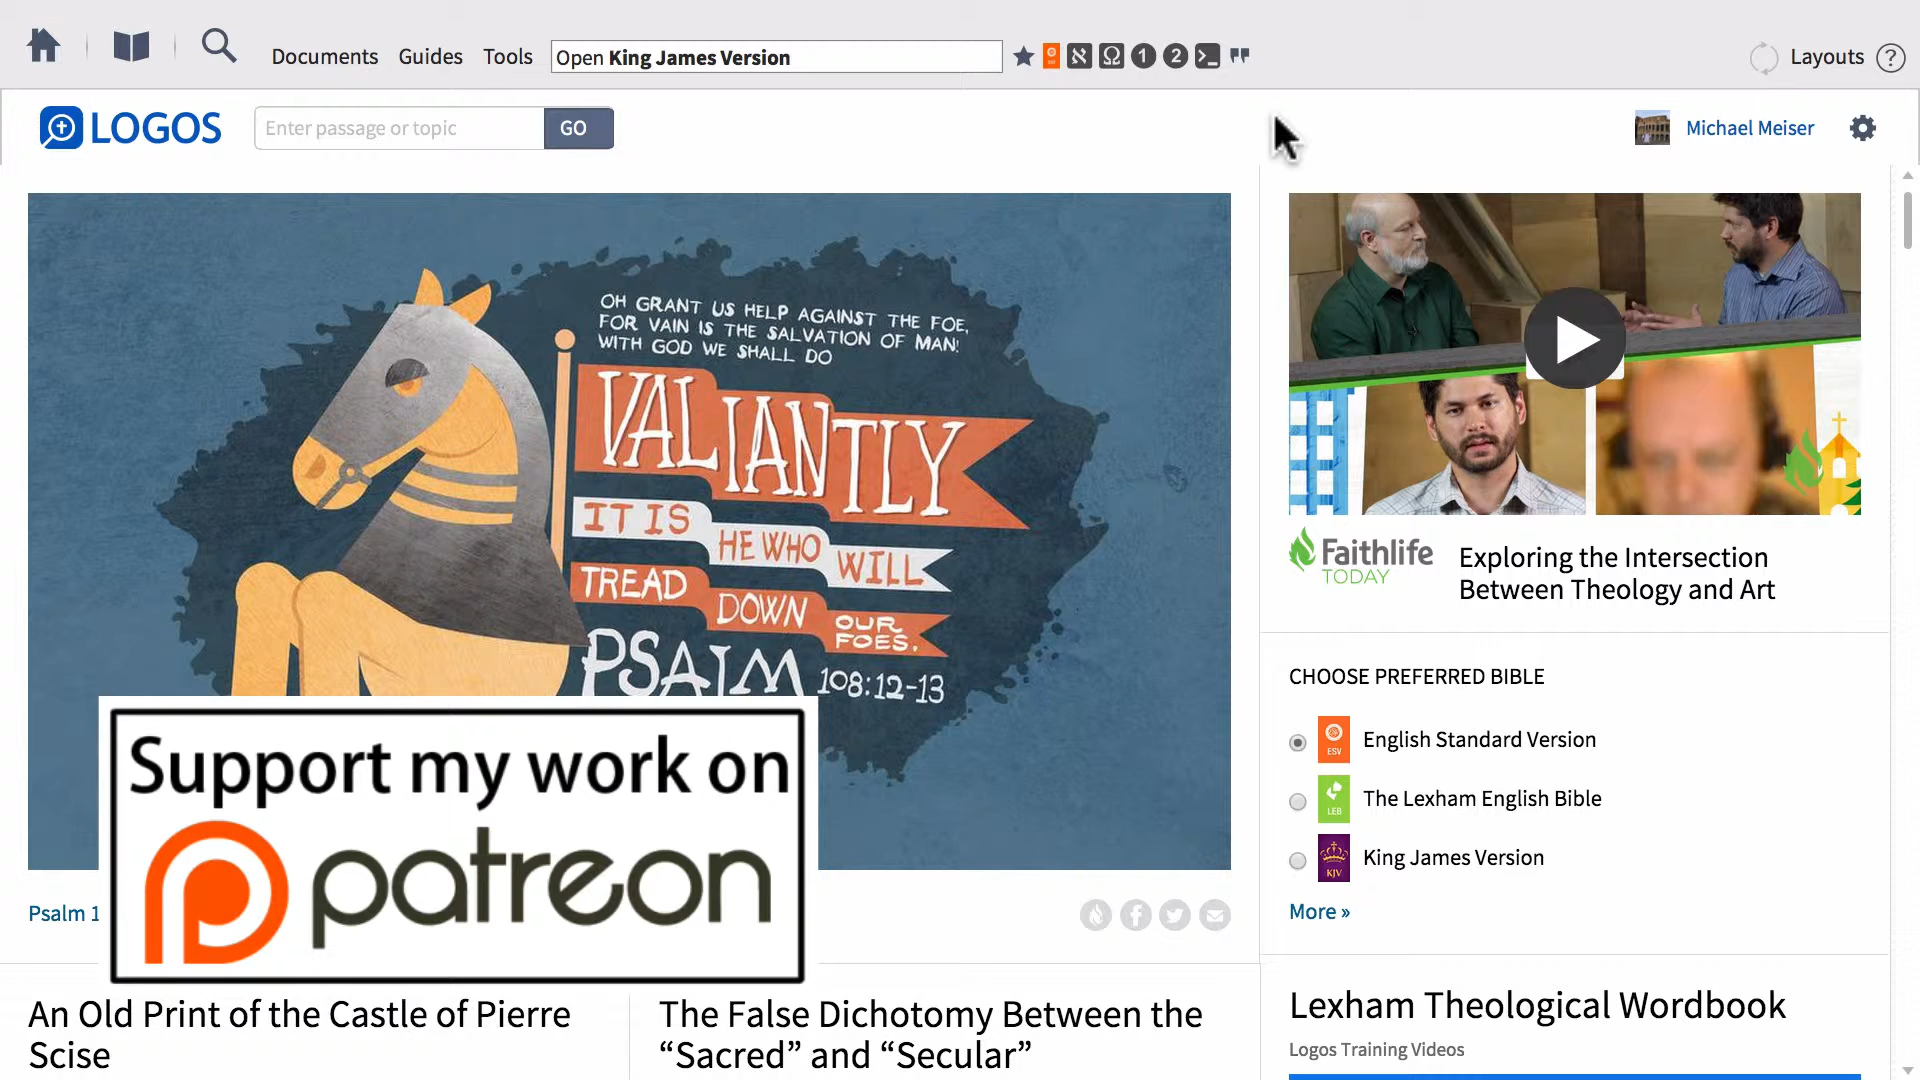 Documents Guides Tools Open King James Version 1 2 Layouts ?
LOGOS Enter passage or topic GO Michael Meiser
OH GRANT US HELP AGAINST THE FOE,
FOR VAIN IS THE SALVATION OF MAN!
WITH GOD WE SHALL DO
VALIANTLY
IT IS HE WHO WILL
TREAD DOWN OUR FOES.
PSALM 108:12-13
Support my work on
patreon
Psalm 1
An Old Print of the Castle of Pierre
Scise
The False Dichotomy Between the
“Sacred” and “Secular”
Faithlife
TODAY
Exploring the Intersection
Between Theology and Art
CHOOSE PREFERRED BIBLE
ESV English Standard Version
LEB The Lexham English Bible
KJV King James Version
More »
Lexham Theological Wordbook
Logos Training Videos